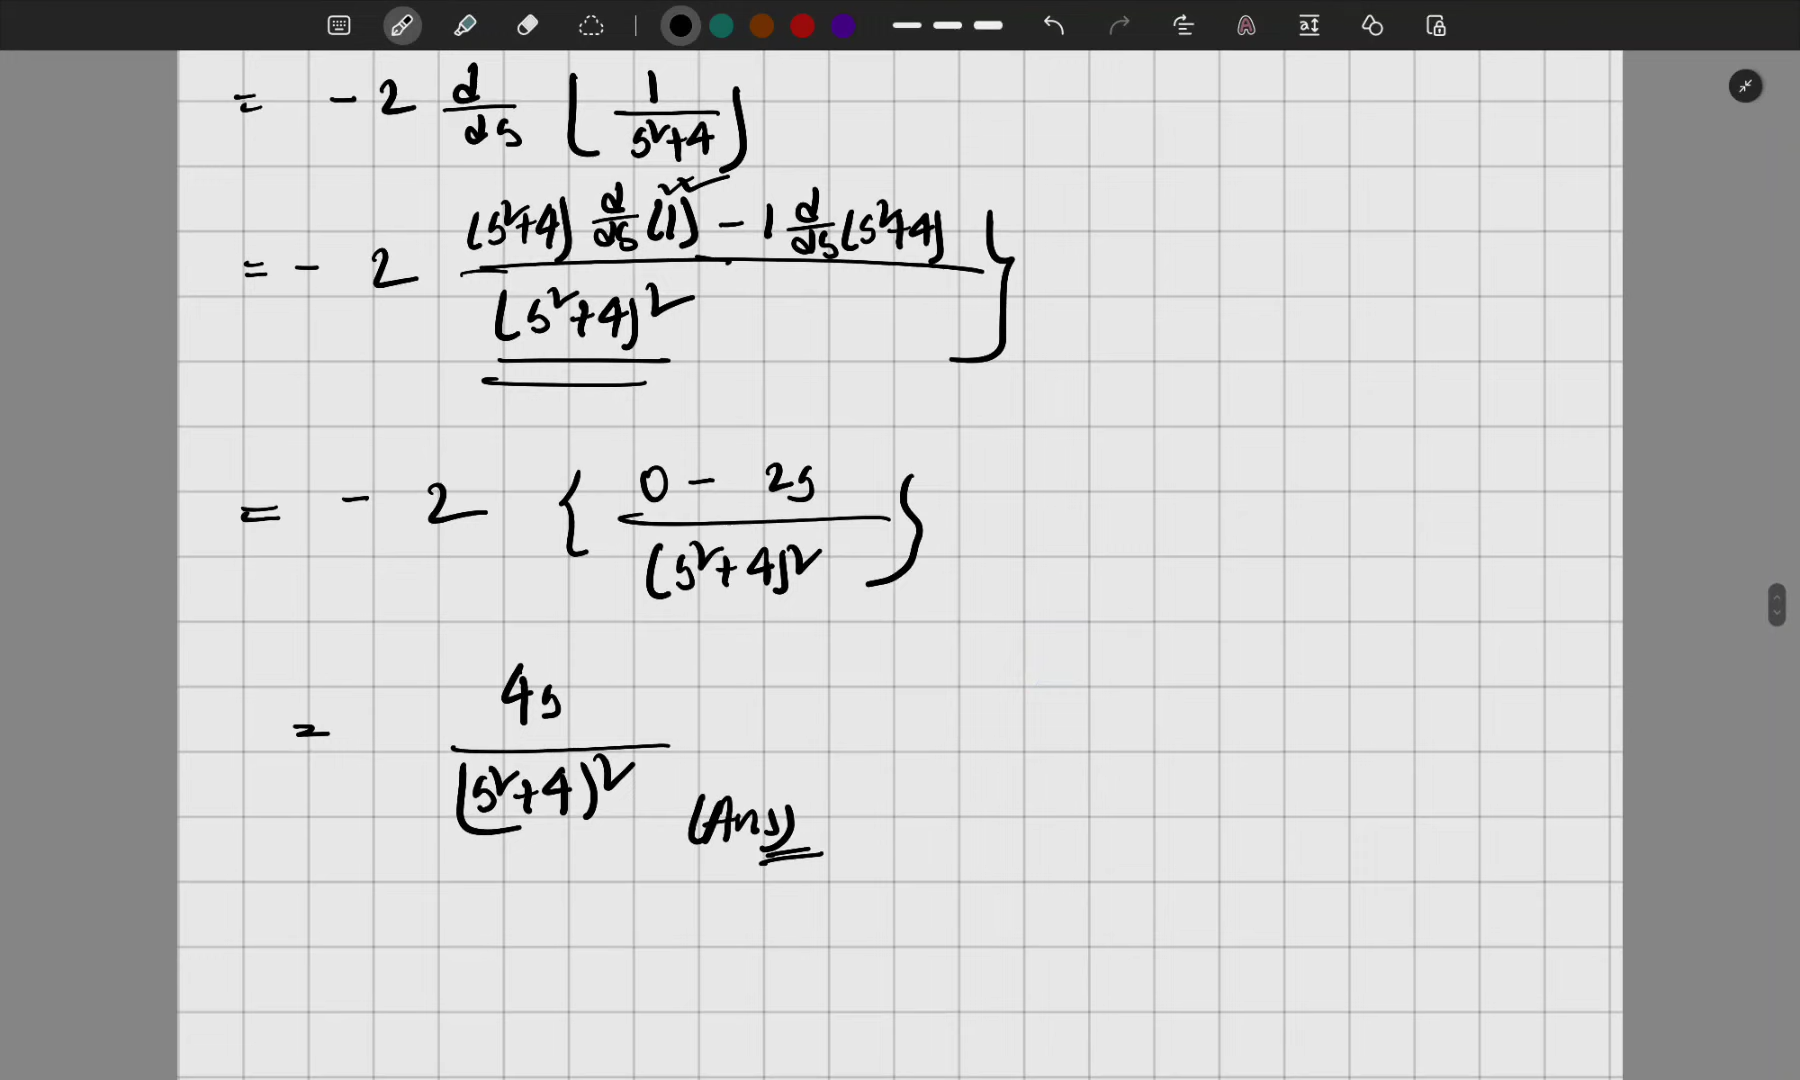 = - 2 d/ds [ 1/(s²+4) ]
= - 2 (s²+4) d/ds (1) - 1 d/ds (s²+4) / (s²+4)² }
= - 2 { 0 - 2s / (s²+4)² }
= 4s / (s²+4)² (Ans)